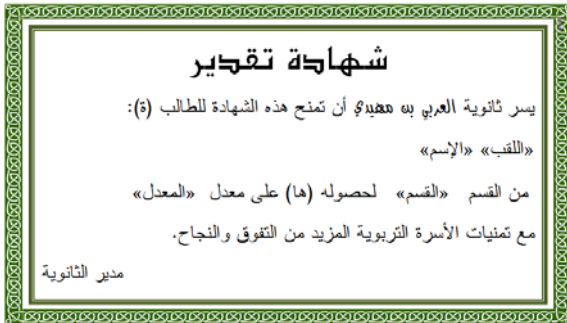 شهادة تقدير
يسر ثانوية العربي بن مهيدي أن تمنح هذه الشهادة للطالب (ة):
«اللقب» «الإسم»
من القسم «القسم» لحصوله (ها) على معدل «المعدل»
مع تمنيات الأسرة التربوية المزيد من التفوق والنجاح.
مدير الثانوية